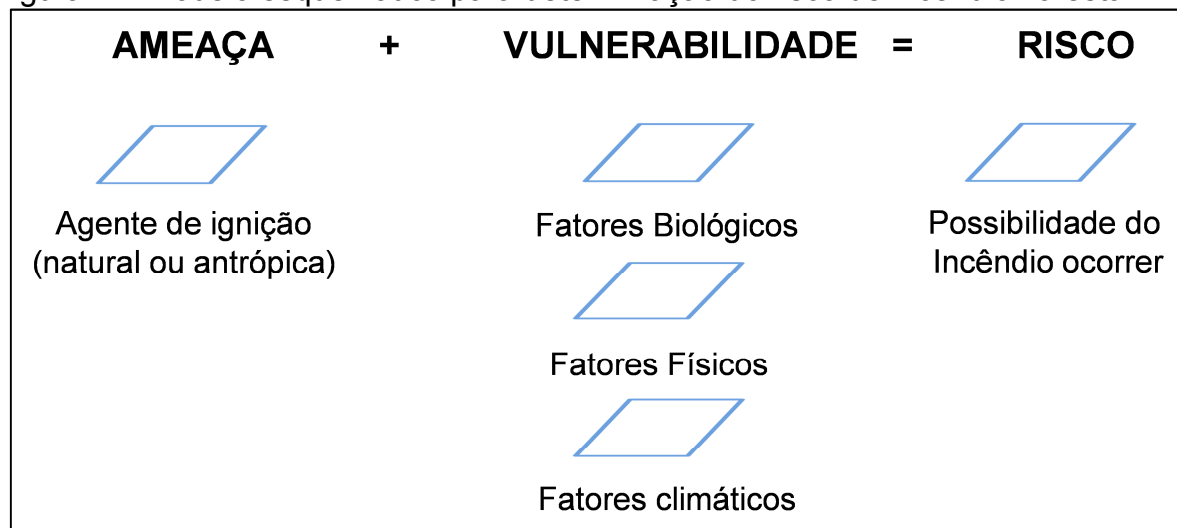 AMEAÇA + VULNERABILIDADE = RISCO
Agente de ignição
(natural ou antrópica)
Fatores Biológicos
Fatores Físicos
Fatores climáticos
Possibilidade do
Incêndio ocorrer